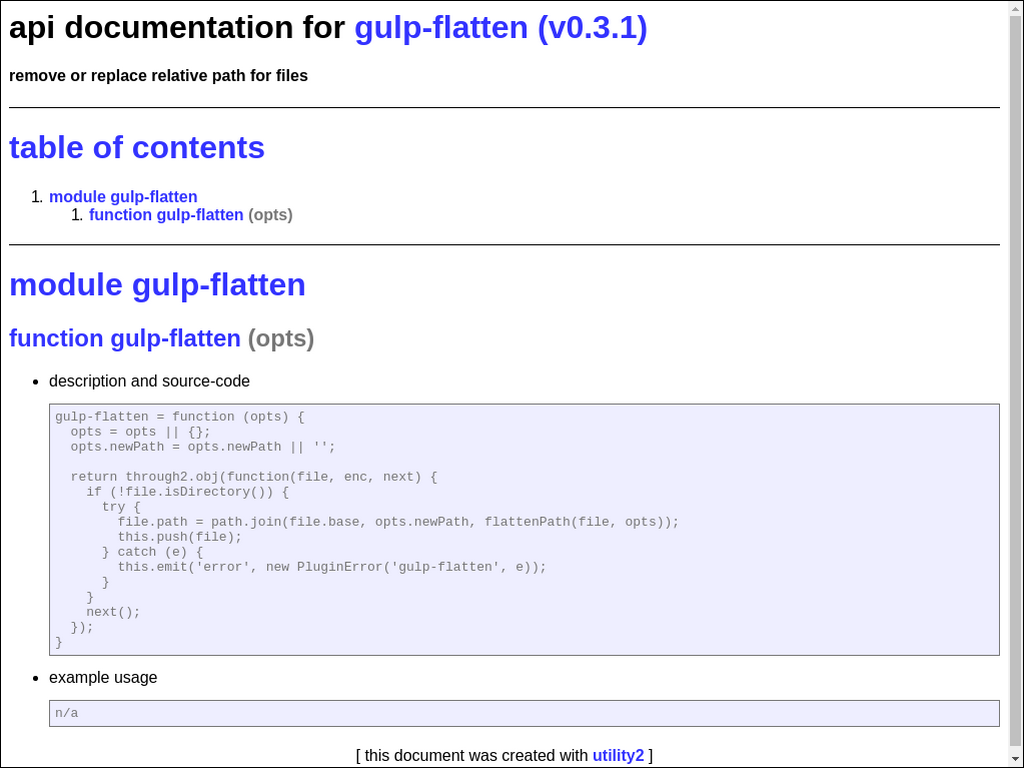 api documentation for gulp-flatten (v0.3.1)
remove or replace relative path for files
table of contents
1. module gulp-flatten
1. function gulp-flatten (opts)
module gulp-flatten
function gulp-flatten (opts)
• description and source-code
gulp-flatten = function (opts) {
  opts = opts || {};
  opts.newPath = opts.newPath || '';

  return through2.obj(function(file, enc, next) {
    if (!file.isDirectory()) {
      try {
        file.path = path.join(file.base, opts.newPath, flattenPath(file, opts));
        this.push(file);
      } catch (e) {
        this.emit('error', new PluginError('gulp-flatten', e));
      }
    }
    next();
  });
}
• example usage
n/a
[ this document was created with utility2 ]